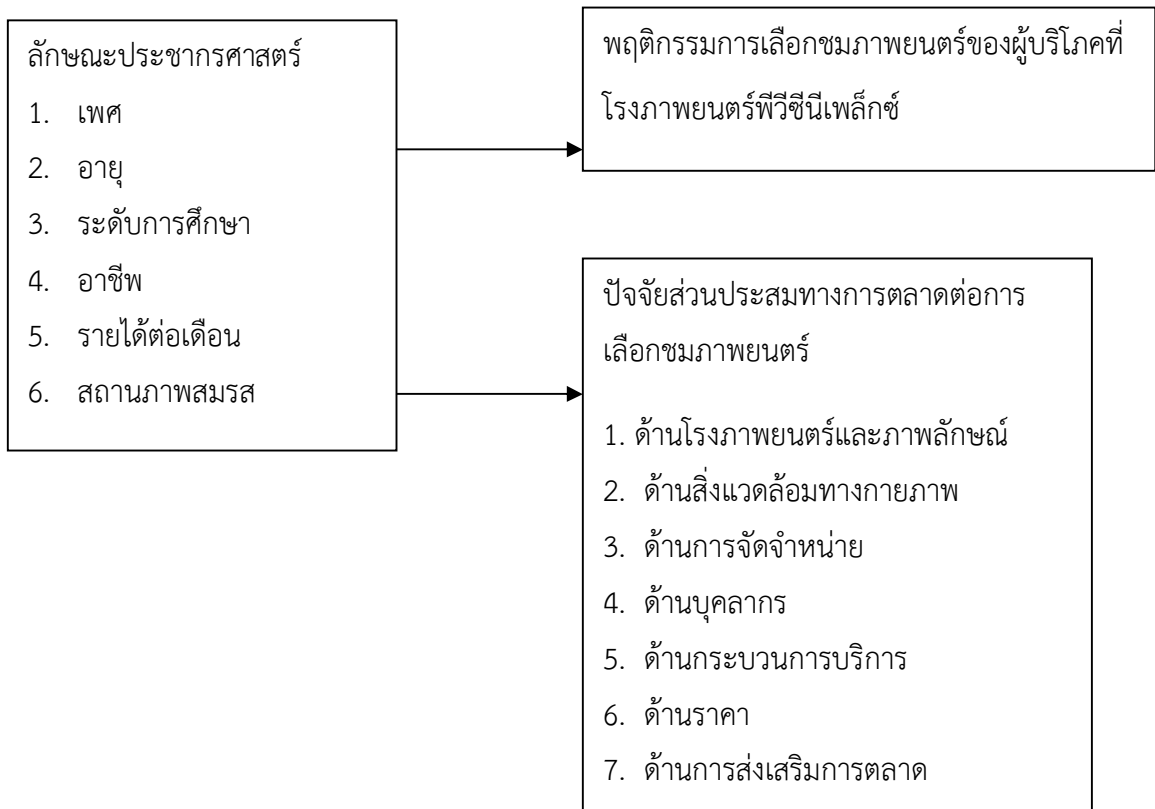 ลักษณะประชากรศาสตร์
1. เพศ
2. อายุ
3. ระดับการศึกษา
4. อาชีพ
5. รายได้ต่อเดือน
6. สถานภาพสมรส
พฤติกรรมการเลือกชมภาพยนตร์ของผู้บริโภคที่
โรงภาพยนตร์พีวีซีนีเพล็กซ์
ปัจจัยส่วนประสมทางการตลาดต่อการ
เลือกชมภาพยนตร์
1. ด้านโรงภาพยนตร์และภาพลักษณ์
2. ด้านสิ่งแวดล้อมทางกายภาพ
3. ด้านการจัดจำหน่าย
4. ด้านบุคลากร
5. ด้านกระบวนการบริการ
6. ด้านราคา
7. ด้านการส่งเสริมการตลาด